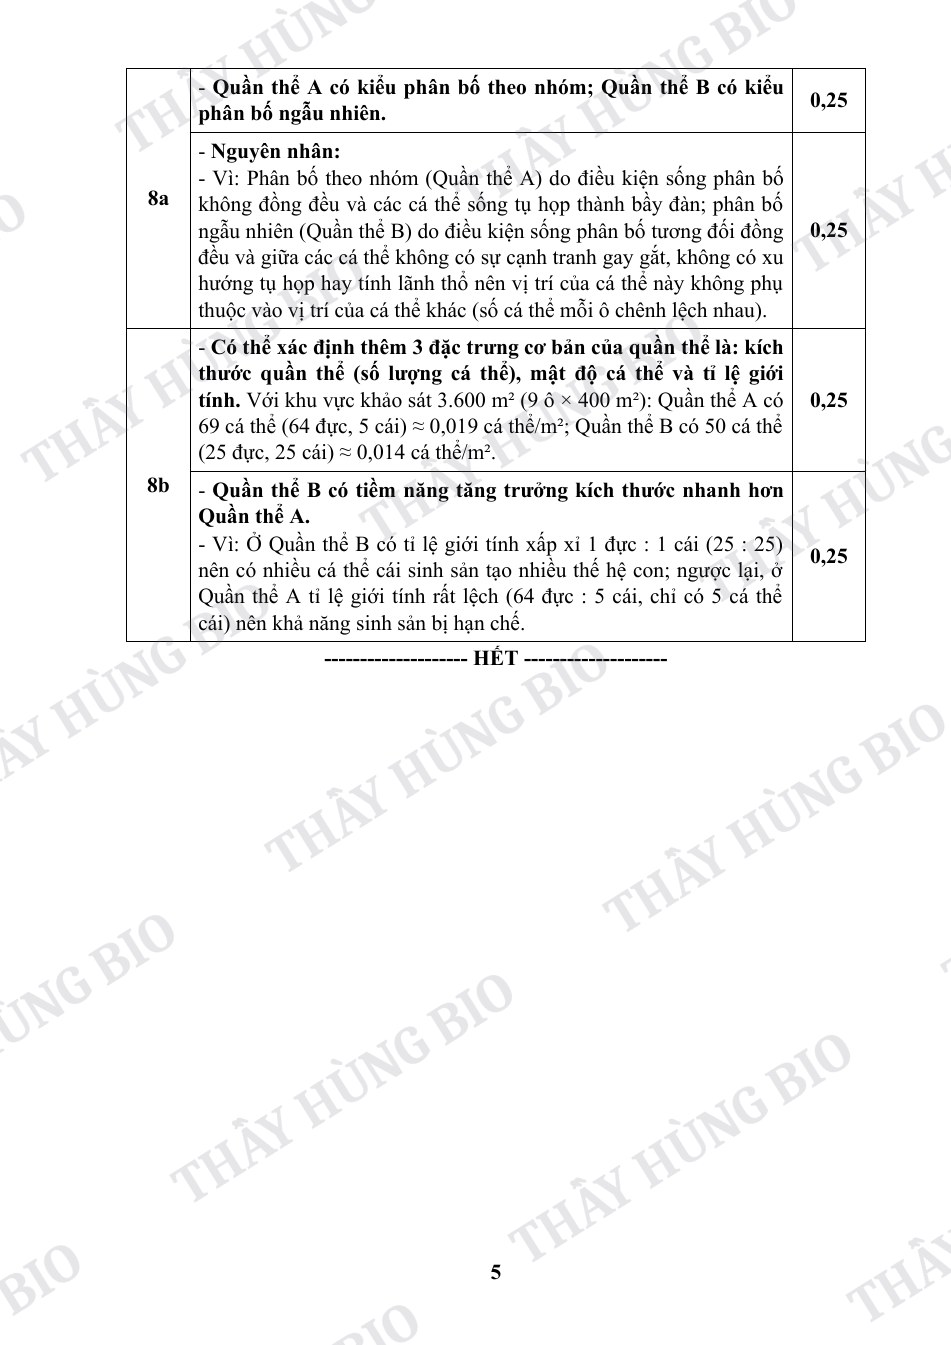 - Quần thể A có kiểu phân bố theo nhóm; Quần thể B có kiểu
phân bố ngẫu nhiên.
0,25
8a
- Nguyên nhân:
- Vì: Phân bố theo nhóm (Quần thể A) do điều kiện sống phân bố
không đồng đều và các cá thể sống tụ họp thành bầy đàn; phân bố
ngẫu nhiên (Quần thể B) do điều kiện sống phân bố tương đối đồng
đều và giữa các cá thể không có sự cạnh tranh gay gắt, không có xu
hướng tụ họp hay tính lãnh thổ nên vị trí của cá thể này không phụ
thuộc vào vị trí của cá thể khác (số cá thể mỗi ô chênh lệch nhau).
0,25
8b
- Có thể xác định thêm 3 đặc trưng cơ bản của quần thể là: kích
thước quần thể (số lượng cá thể), mật độ cá thể và tỉ lệ giới
tính. Với khu vực khảo sát 3.600 m² (9 ô × 400 m²): Quần thể A có
69 cá thể (64 đực, 5 cái) ≈ 0,019 cá thể/m²; Quần thể B có 50 cá thể
(25 đực, 25 cái) ≈ 0,014 cá thể/m².
0,25
- Quần thể B có tiềm năng tăng trưởng kích thước nhanh hơn
Quần thể A.
- Vì: Ở Quần thể B có tỉ lệ giới tính xấp xỉ 1 đực : 1 cái (25 : 25)
nên có nhiều cá thể cái sinh sản tạo nhiều thế hệ con; ngược lại, ở
Quần thể A tỉ lệ giới tính rất lệch (64 đực : 5 cái, chỉ có 5 cá thể
cái) nên khả năng sinh sản bị hạn chế.
0,25
-------------------- HẾT --------------------
THẦY HÙNG BIO
5